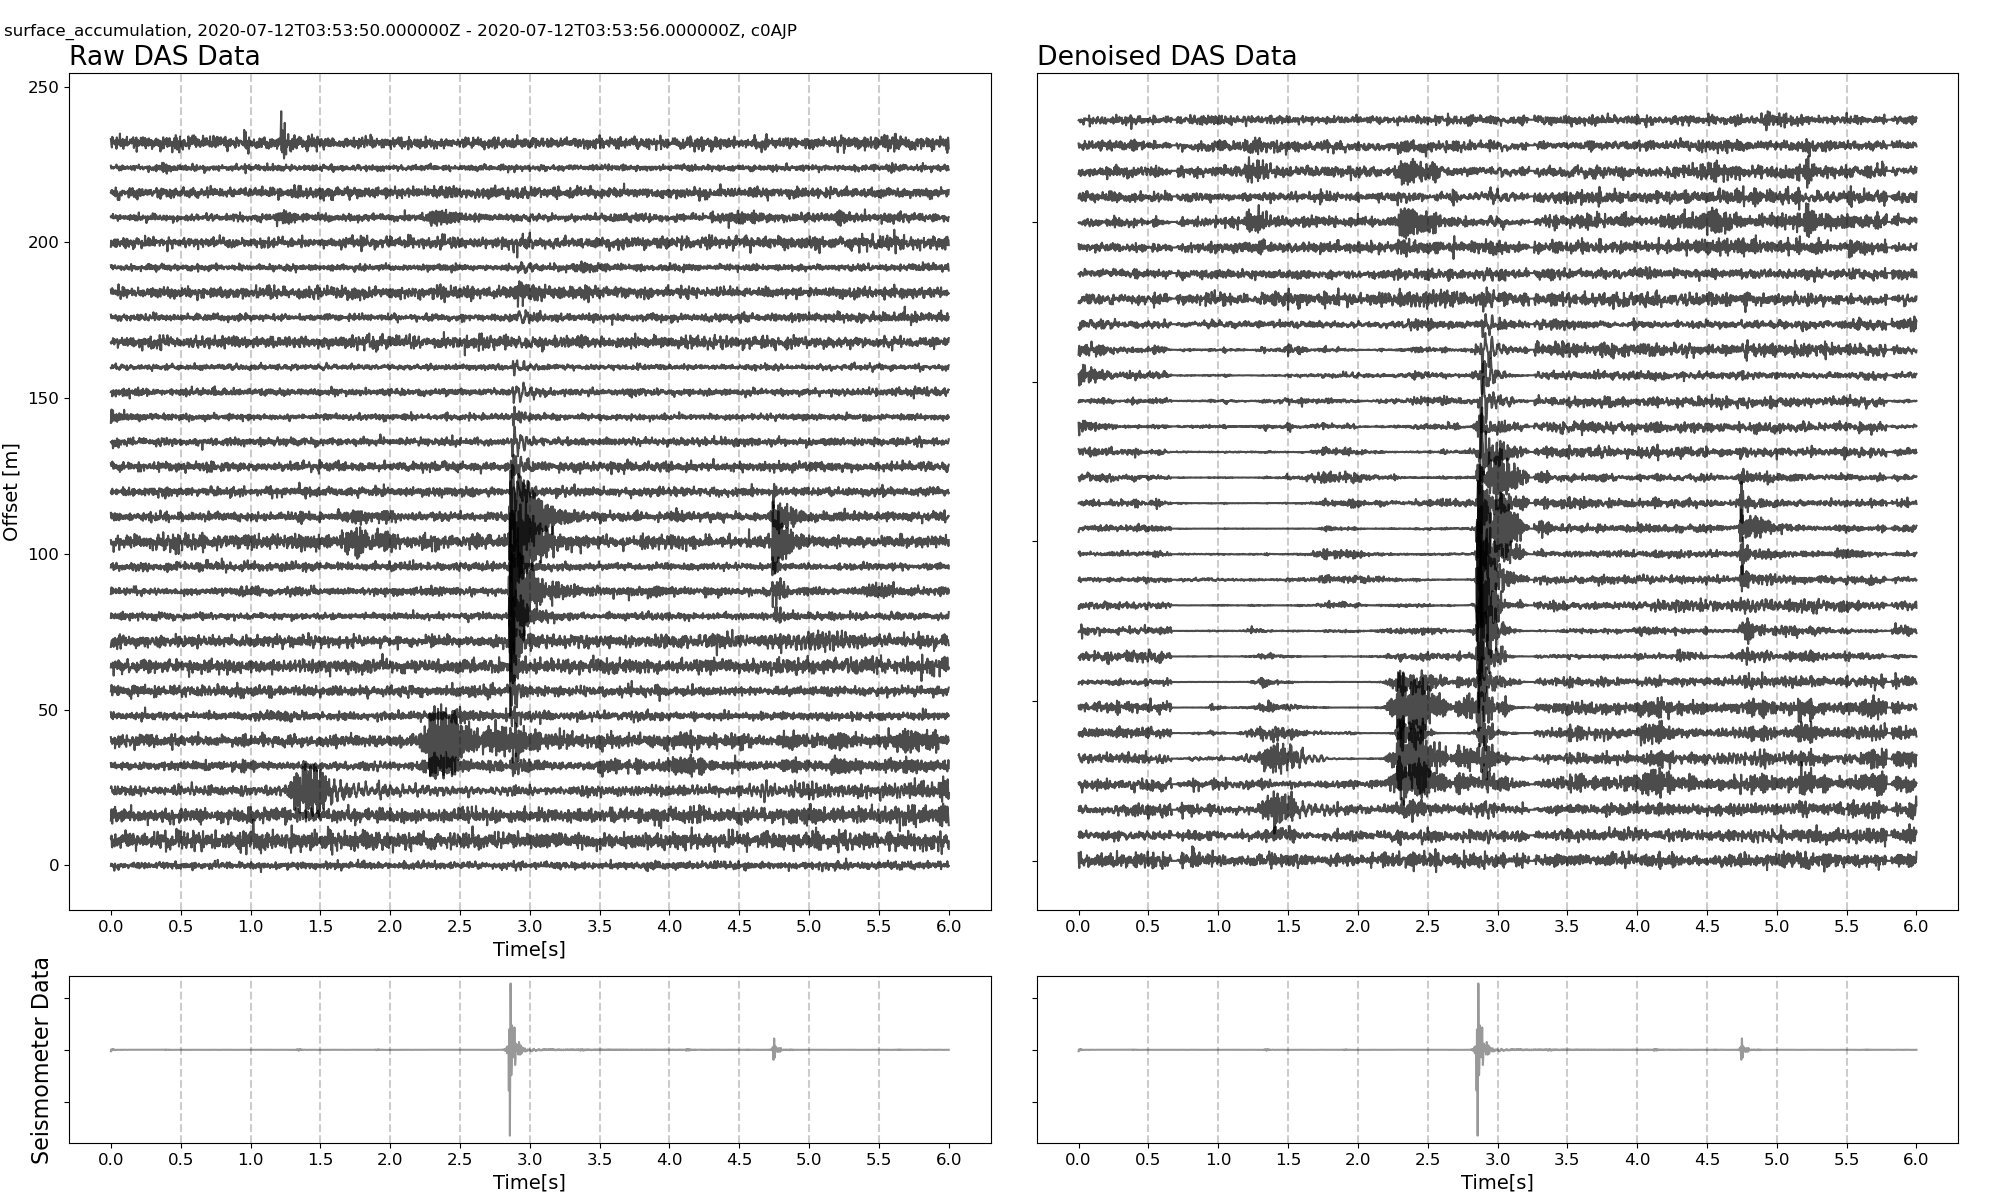 surface_accumulation, 2020-07-12T03:53:50.000000Z - 2020-07-12T03:53:56.000000Z, c0AJP
Raw DAS Data
Denoised DAS Data
250
200
150
100
50
0
Offset [m]
0.0 0.5 1.0 1.5 2.0 2.5 3.0 3.5 4.0 4.5 5.0 5.5 6.0
Time[s]
0.0 0.5 1.0 1.5 2.0 2.5 3.0 3.5 4.0 4.5 5.0 5.5 6.0
Seismometer Data
0.0 0.5 1.0 1.5 2.0 2.5 3.0 3.5 4.0 4.5 5.0 5.5 6.0
Time[s]
0.0 0.5 1.0 1.5 2.0 2.5 3.0 3.5 4.0 4.5 5.0 5.5 6.0
Time[s]